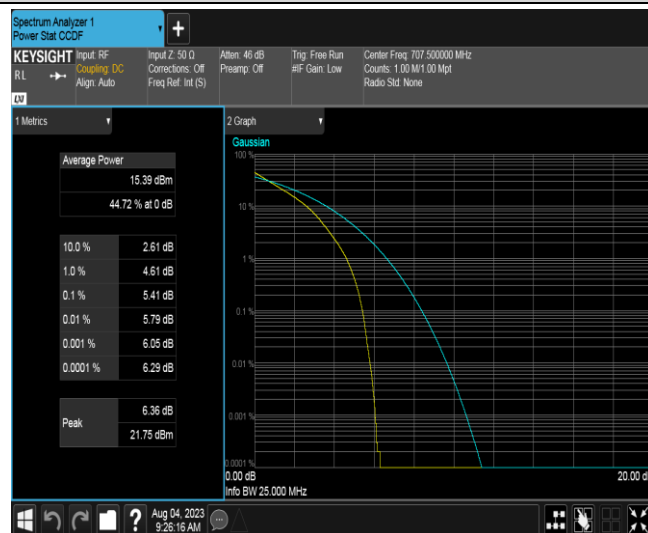 Spectrum Analyzer 1
Power Stat CCDF
+
KEYSIGHT
RL
LXI
Input: RF
Coupling: DC
Align: Auto
Input Z: 50 Ω
Corrections: Off
Freq Ref: Int (S)
Atten: 46 dB
Preamp: Off
Trig: Free Run
#IF Gain: Low
Center Freq: 707.500000 MHz
Counts: 1.00 M/1.00 Mpt
Radio Std: None
1 Metrics
Average Power
15.39 dBm
44.72 % at 0 dB
10.0 % 2.61 dB
1.0 % 4.61 dB
0.1 % 5.41 dB
0.01 % 5.79 dB
0.001 % 6.05 dB
0.0001 % 6.29 dB
Peak
6.36 dB
21.75 dBm
2 Graph
Gaussian
100 %
10 %
1 %
0.1 %
0.01 %
0.001 %
0.0001 %
0.00 dB
20.00 d
Info BW 25.000 MHz
?
Aug 04, 2023
9:26:16 AM